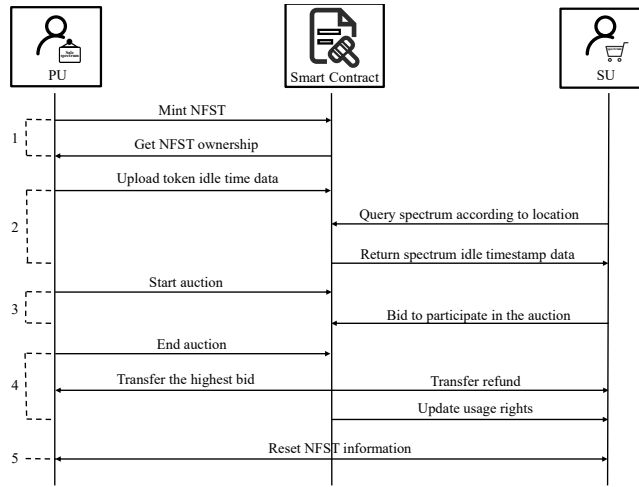 PU
Smart Contract
SU
Mint NFST
1
Get NFST ownership
Upload token idle time data
2
Query spectrum according to location
Return spectrum idle timestamp data
Start auction
3
Bid to participate in the auction
End auction
4
Transfer the highest bid
Transfer refund
Update usage rights
5
Reset NFST information